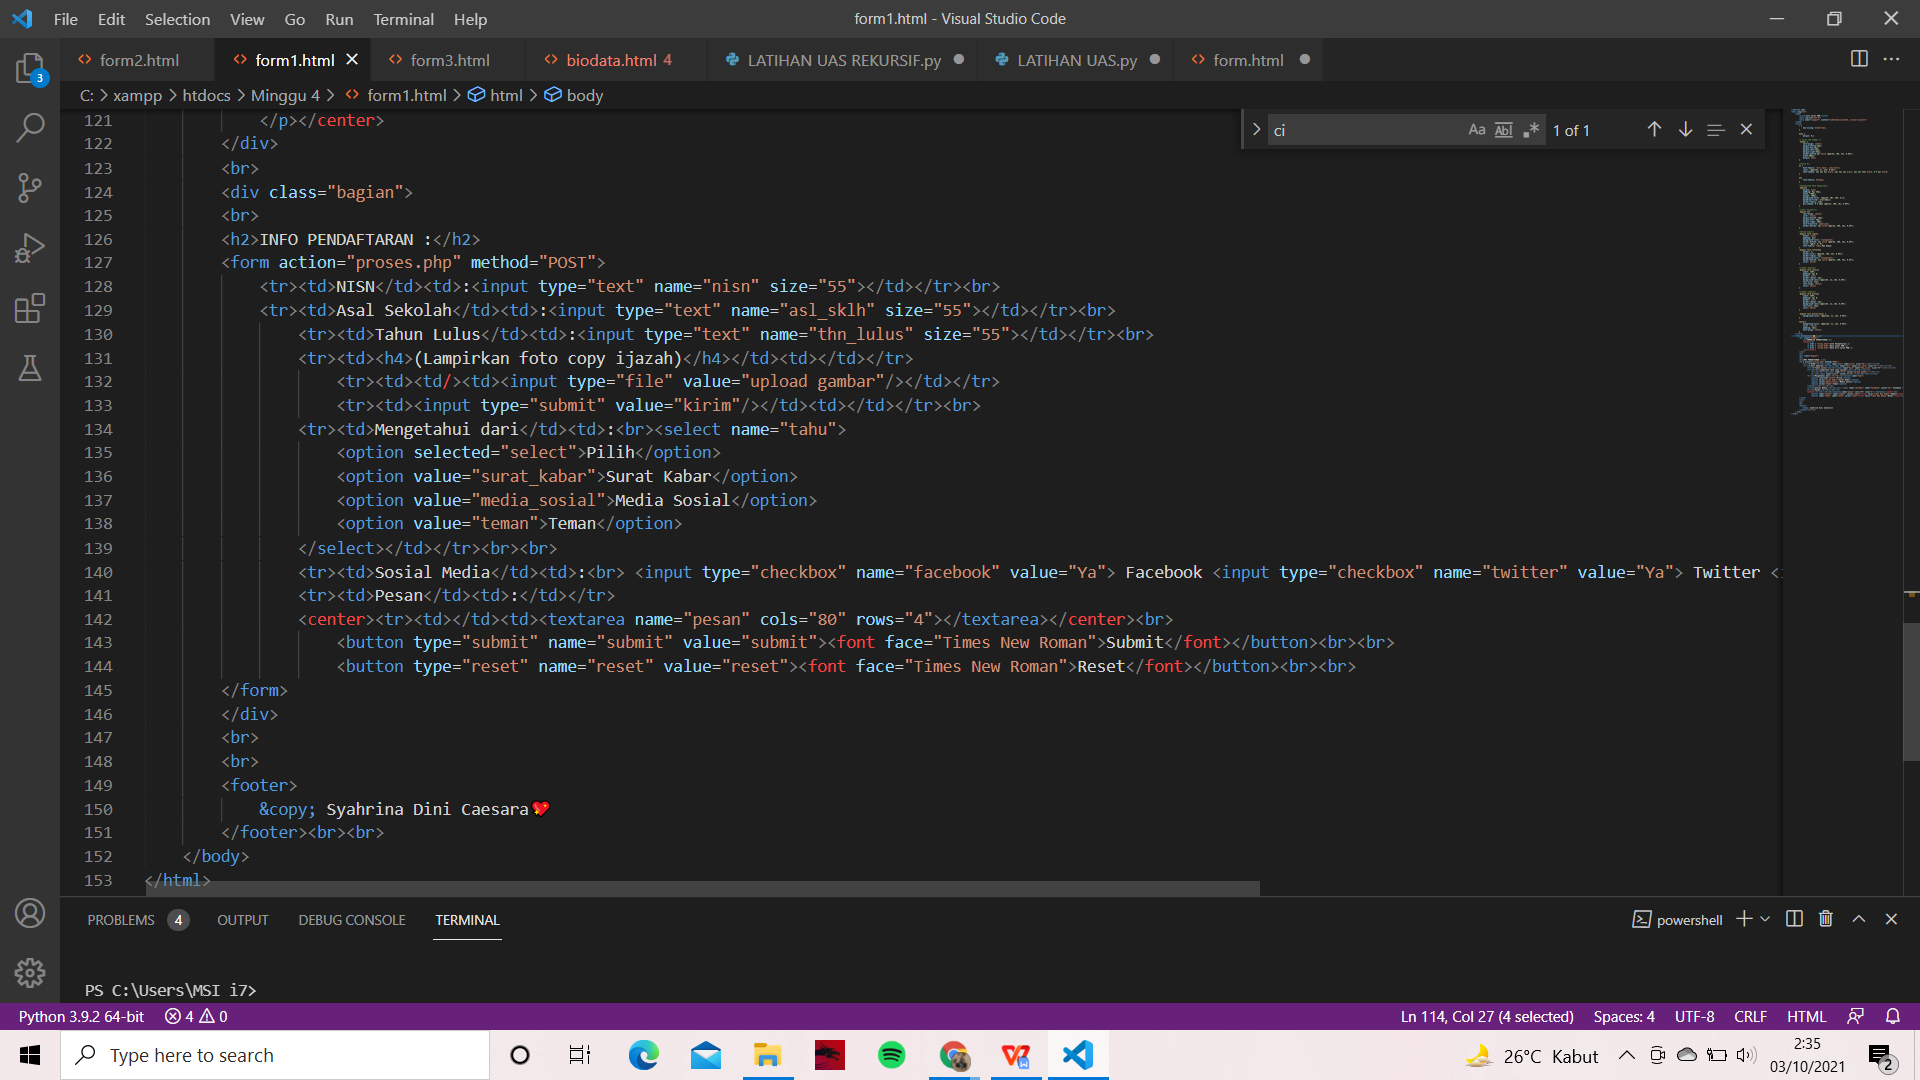 File Edit Selection View Go Run Terminal Help
form1.html - Visual Studio Code
form2.html
form1.html
form3.html
biodata.html 4
LATIHAN UAS REKURSIF.py
LATIHAN UAS.py
form.html
3
C: > xampp > htdocs > Minggu 4 > form1.html > html > body
ci
Aa Abl .* 1 of 1
121 </p></center>
122 </div>
123 <br>
124 <div class="bagian">
125 <br>
126 <h2>INFO PENDAFTARAN :</h2>
127 <form action="proses.php" method="POST">
128 <tr><td>NISN</td><td>:<input type="text" name="nisn" size="55"></td></tr><br>
129 <tr><td>Asal Sekolah</td><td>:<input type="text" name="asl_sklh" size="55"></td></tr><br>
130 <tr><td>Tahun Lulus</td><td>:<input type="text" name="thn_lulus" size="55"></td></tr><br>
131 <tr><td><h4>(Lampirkan foto copy ijazah)</h4></td><td></td></tr>
132 <tr><td><td/><td><input type="file" value="upload gambar"/></td></tr>
133 <tr><td><input type="submit" value="kirim"/></td><td></td></tr><br>
134 <tr><td>Mengetahui dari</td><td>:<br><select name="tahu">
135 <option selected="select">Pilih</option>
136 <option value="surat_kabar">Surat Kabar</option>
137 <option value="media_sosial">Media Sosial</option>
138 <option value="teman">Teman</option>
139 </select></td></tr><br><br>
140 <tr><td>Sosial Media</td><td>:<br> <input type="checkbox" name="facebook" value="Ya"> Facebook <input type="checkbox" name="twitter" value="Ya"> Twitter <
141 <tr><td>Pesan</td><td>:</td></tr>
142 <center><tr><td></td><td><textarea name="pesan" cols="80" rows="4"></textarea></center><br>
143 <button type="submit" name="submit" value="submit"><font face="Times New Roman">Submit</font></button><br><br>
144 <button type="reset" name="reset" value="reset"><font face="Times New Roman">Reset</font></button><br><br>
145 </form>
146 </div>
147 <br>
148 <br>
149 <footer>
150 &copy; Syahrina Dini Caesara💖
151 </footer><br><br>
152 </body>
153 </html>
PROBLEMS 4 OUTPUT DEBUG CONSOLE TERMINAL
powershell
PS C:\Users\MSI i7>
Python 3.9.2 64-bit 4 0
Ln 114, Col 27 (4 selected) Spaces: 4 UTF-8 CRLF HTML
Type here to search
26°C Kabut
2:35
03/10/2021
2